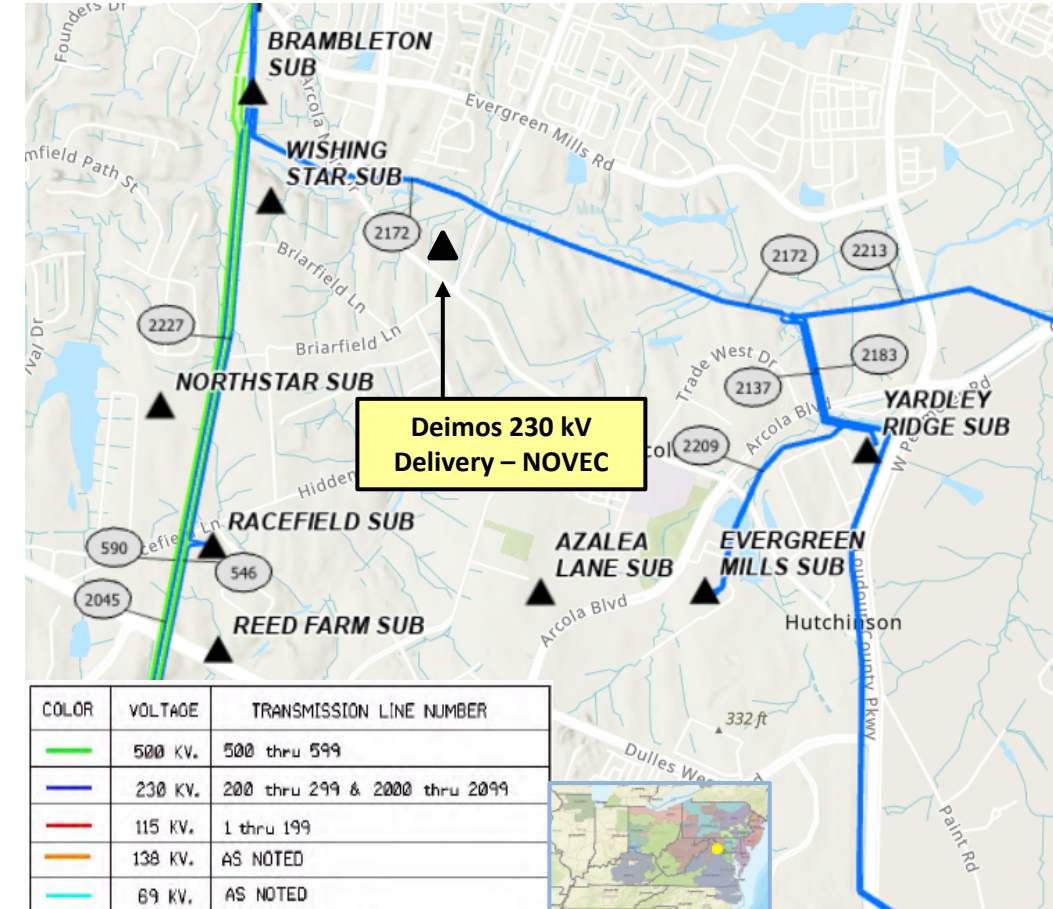 Founders Dr
BRAMBLETON
SUB
Evergreen Mills Rd
WISHING
STAR SUB
2172
2172
2213
Briarfield Ln
2227
Briarfield Ln
2183
Trade West Dr
2137
NORTHSTAR SUB
YARDLEY
RIDGE SUB
Deimos 230 kV
Delivery – NOVEC
Arcola Blvd
2209
Hidden
RACEFIELD SUB
590
546
AZALEA
LANE SUB
EVERGREEN
MILLS SUB
2045
REED FARM SUB
Arcola Blvd
Hutchinson
Loudoun County Pkwy
332 ft
Paint Rd
COLOR VOLTAGE TRANSMISSION LINE NUMBER
500 KV. 500 thru 599
230 KV. 200 thru 299 & 2000 thru 2099
115 KV. 1 thru 199
138 KV. AS NOTED
69 KV. AS NOTED